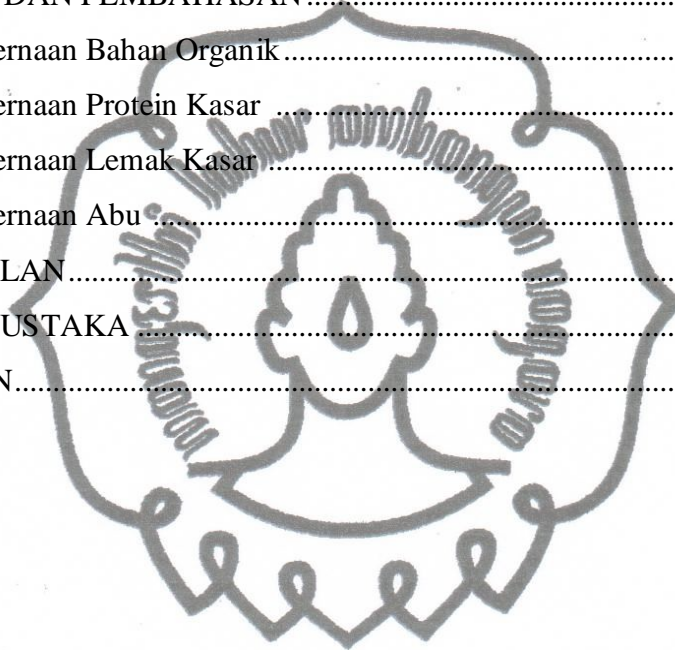 DAN PEMBAHASAN........................................
ernaan Bahan Organik........................................
ernaan Protein Kasar ........................................
ernaan Lemak Kasar ........................................
ernaan Abu ........................................
LAN........................................
USTAKA ........................................
N........................................